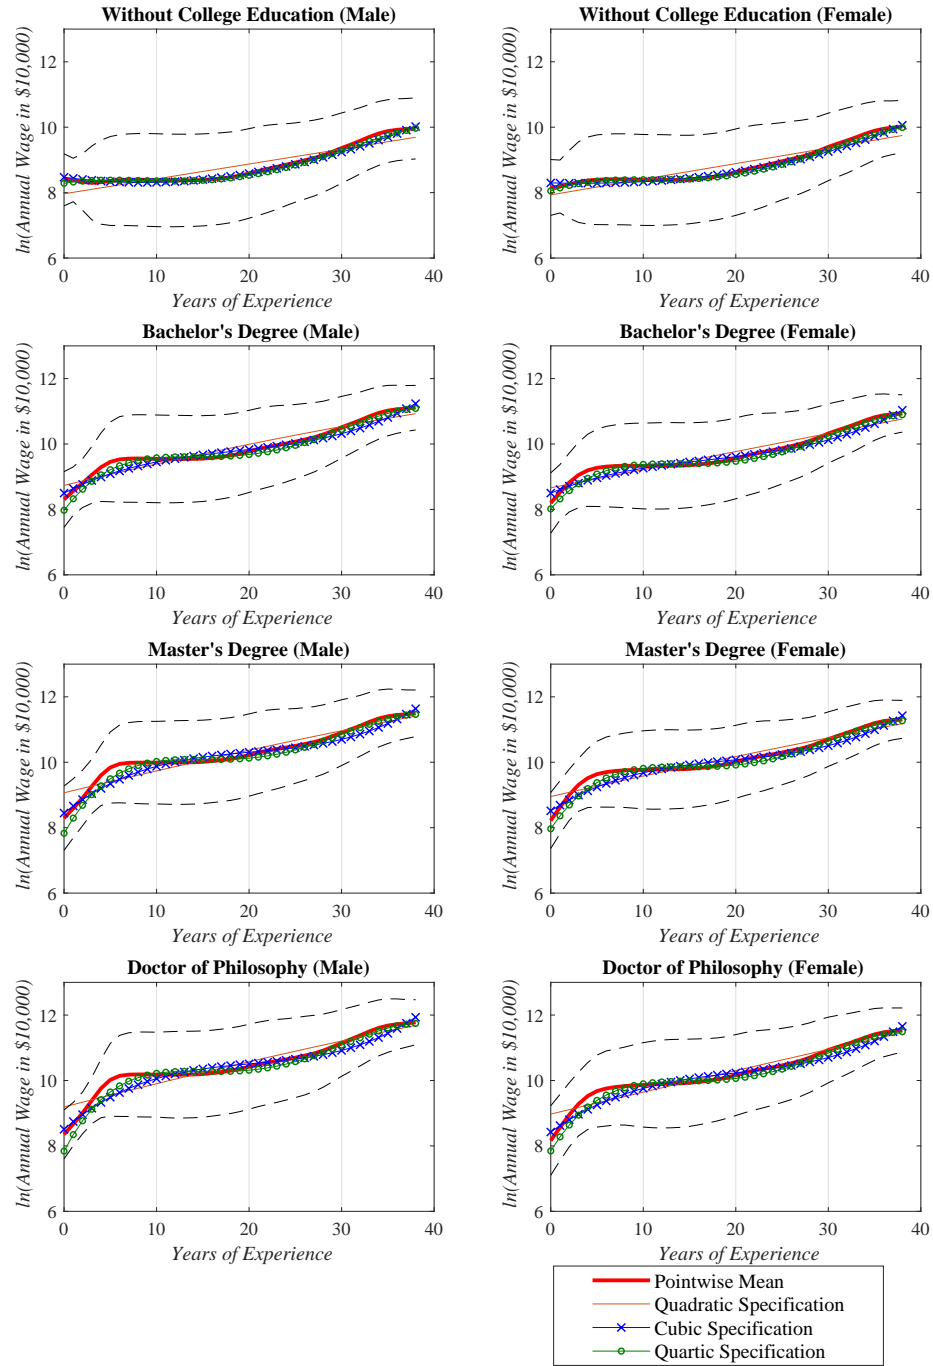 Without College Education (Male)
ln(Annual Wage in $10,000)
12
10
8
6
0 10 20 30 40
Years of Experience
Without College Education (Female)
ln(Annual Wage in $10,000)
12
10
8
6
0 10 20 30 40
Years of Experience
Bachelor's Degree (Male)
ln(Annual Wage in $10,000)
12
10
8
6
0 10 20 30 40
Years of Experience
Bachelor's Degree (Female)
ln(Annual Wage in $10,000)
12
10
8
6
0 10 20 30 40
Years of Experience
Master's Degree (Male)
ln(Annual Wage in $10,000)
12
10
8
6
0 10 20 30 40
Years of Experience
Master's Degree (Female)
ln(Annual Wage in $10,000)
12
10
8
6
0 10 20 30 40
Years of Experience
Doctor of Philosophy (Male)
ln(Annual Wage in $10,000)
12
10
8
6
0 10 20 30 40
Years of Experience
Doctor of Philosophy (Female)
ln(Annual Wage in $10,000)
12
10
8
6
0 10 20 30 40
Years of Experience
Pointwise Mean
Quadratic Specification
Cubic Specification
Quartic Specification